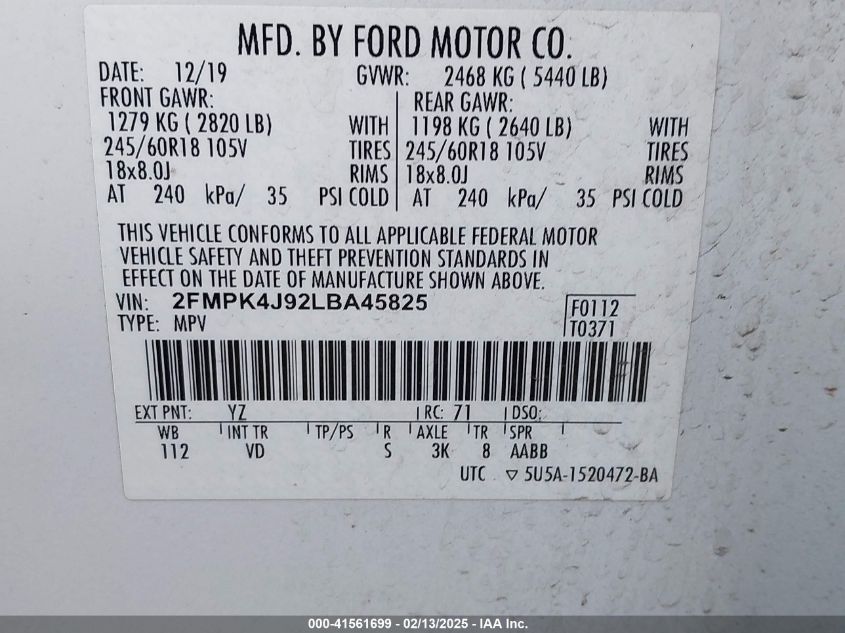 MFD. BY FORD MOTOR CO.
DATE: 12/19 GVWR: 2468 KG ( 5440 LB)
FRONT GAWR: REAR GAWR:
1279 KG ( 2820 LB) WITH 1198 KG ( 2640 LB) WITH
245/60R18 105V TIRES 245/60R18 105V TIRES
18x8.0J RIMS 18x8.0J RIMS
AT 240 kPa/ 35 PSI COLD AT 240 kPa/ 35 PSI COLD
THIS VEHICLE CONFORMS TO ALL APPLICABLE FEDERAL MOTOR
VEHICLE SAFETY AND THEFT PREVENTION STANDARDS IN
EFFECT ON THE DATE OF MANUFACTURE SHOWN ABOVE.
VIN: 2FMPK4J92LBA45825 F0112
TYPE: MPV T0371
EXT PNT: YZ RC: 71 DSO:
WB INT TR TP/PS R AXLE TR SPR
112 VD S 3K 8 AABB
UTC ▽ 5U5A-1520472-BA
000-41561699 - 02/13/2025 - IAA Inc.